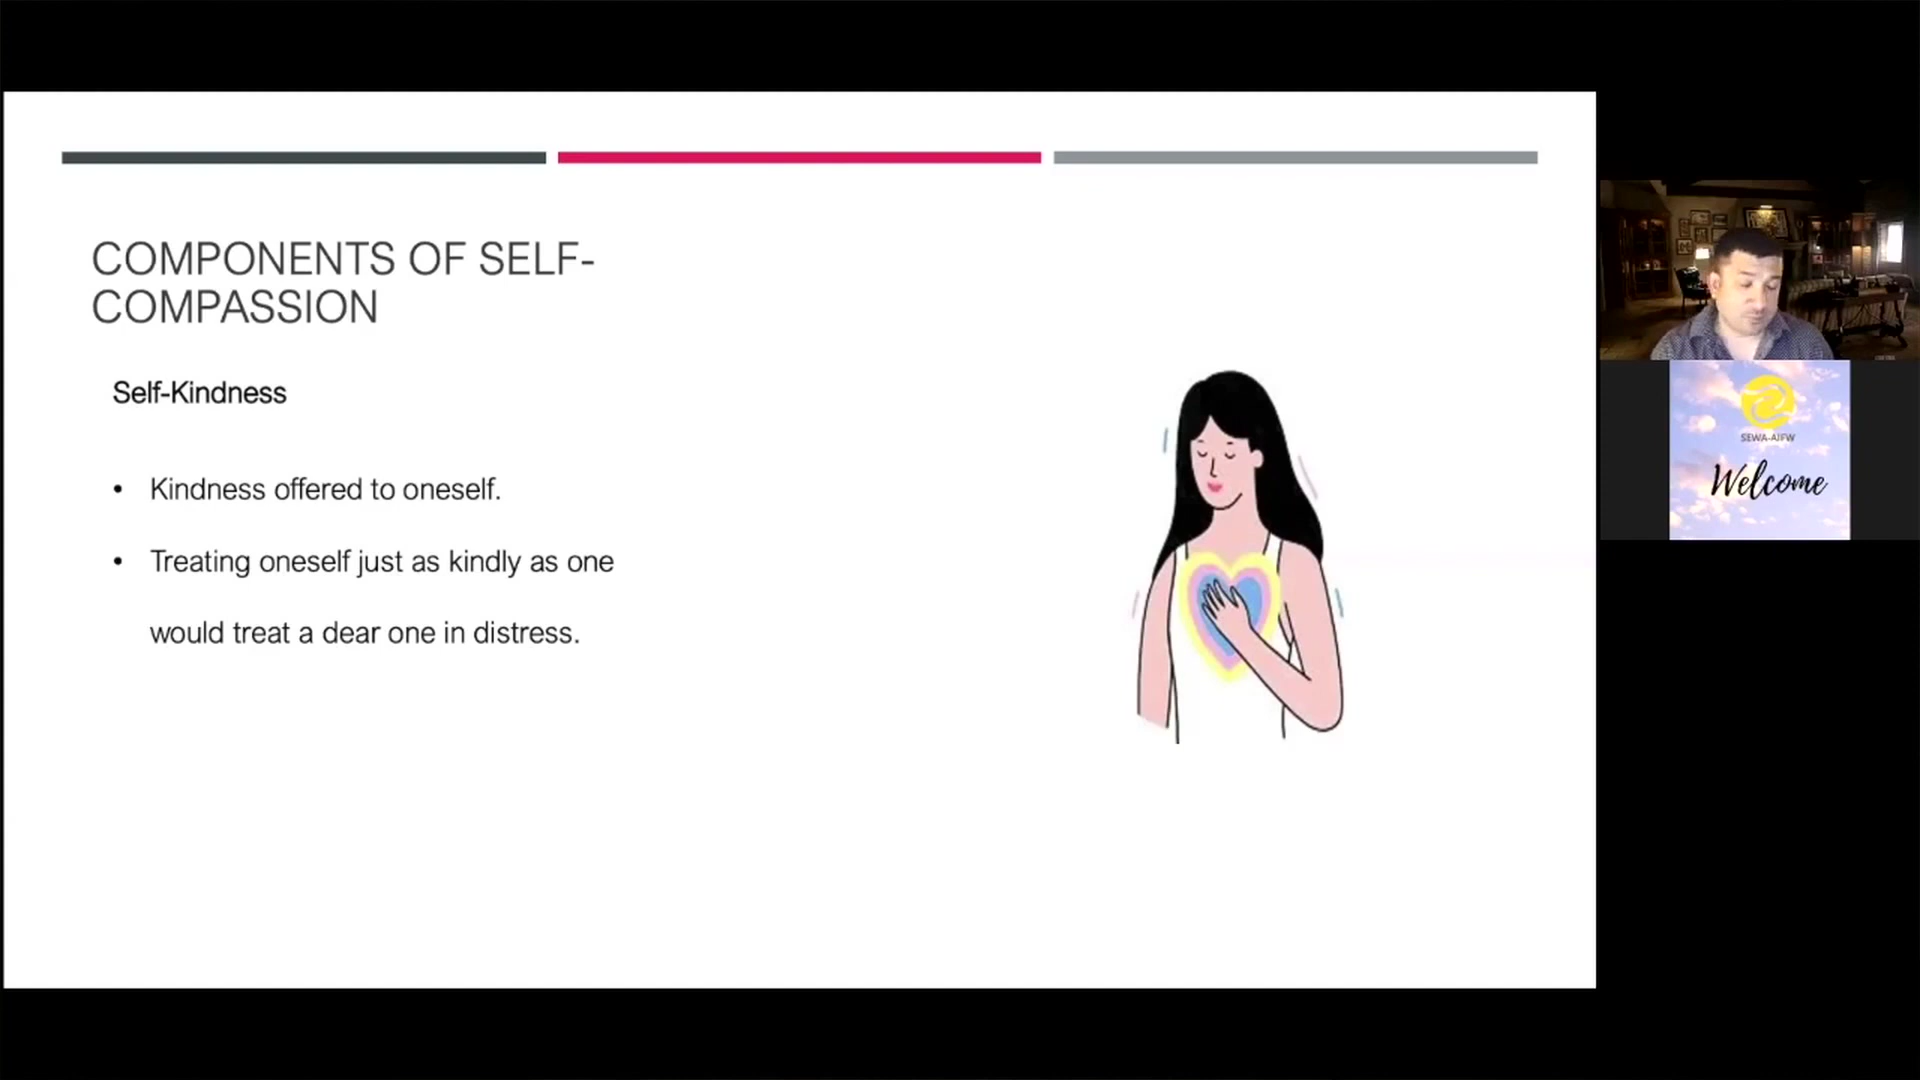 COMPONENTS OF SELF-
COMPASSION
Self-Kindness
• Kindness offered to oneself.
• Treating oneself just as kindly as one
would treat a dear one in distress.
SEWA-AIFW
Welcome